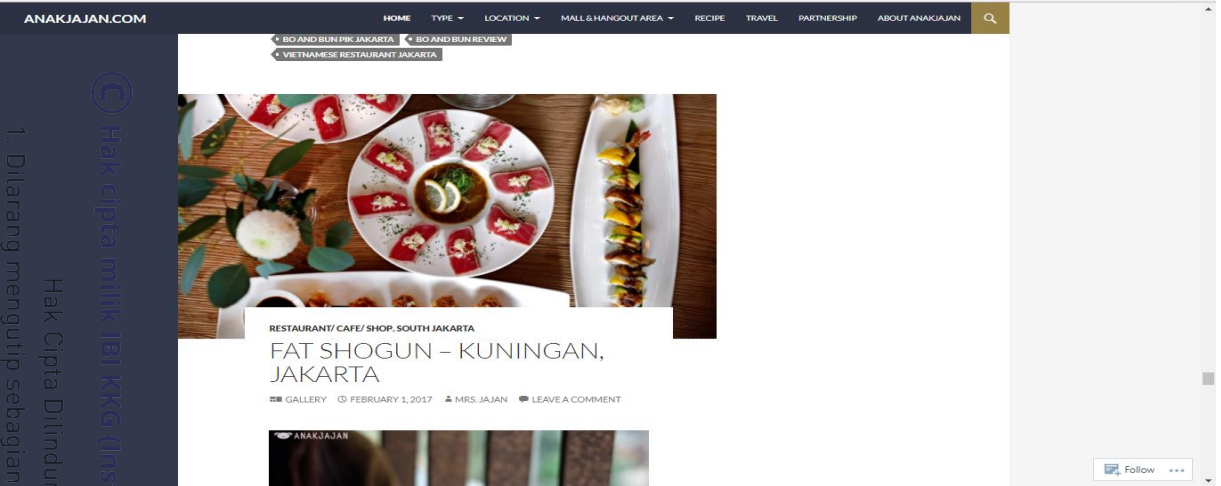 ANAKJAJAN.COM
HOME TYPE LOCATION MALL & HANGOUT AREA RECIPE TRAVEL PARTNERSHIP ABOUT ANAKJAJAN
BO AND BUN PIK JAKARTA BO AND BUN REVIEW
VIETNAMESE RESTAURANT JAKARTA
RESTAURANT/ CAFE/ SHOP, SOUTH JAKARTA
FAT SHOGUN – KUNINGAN,
JAKARTA
GALLERY FEBRUARY 1, 2017 MRS. JAJAN LEAVE A COMMENT
ANAKJAJAN
Follow
© Hak cipta milik IBI KKG (Ins
Hak Cipta Dilindu
1. Dilarang mengutip sebagian